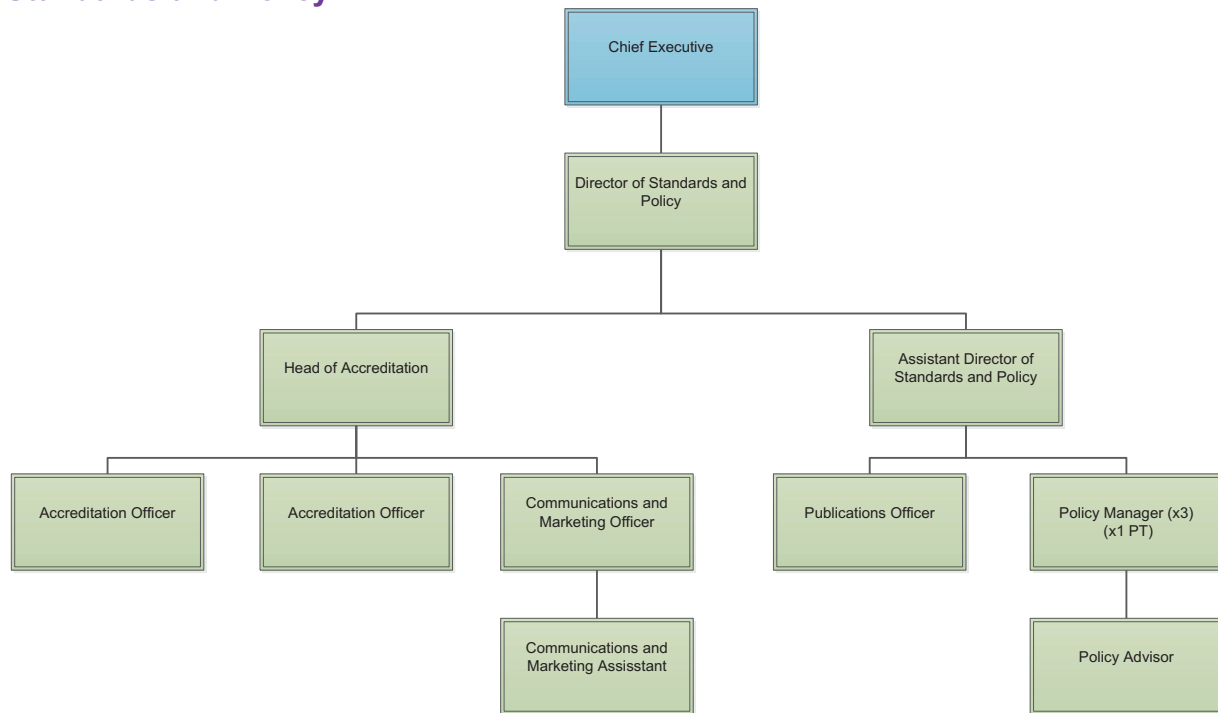 Chief Executive
Director of Standards and
Policy
Head of Accreditation
Assistant Director of
Standards and Policy
Accreditation Officer
Accreditation Officer
Communications and
Marketing Officer
Publications Officer
Policy Manager (x3)
(x1 PT)
Communications and
Marketing Assisstant
Policy Advisor